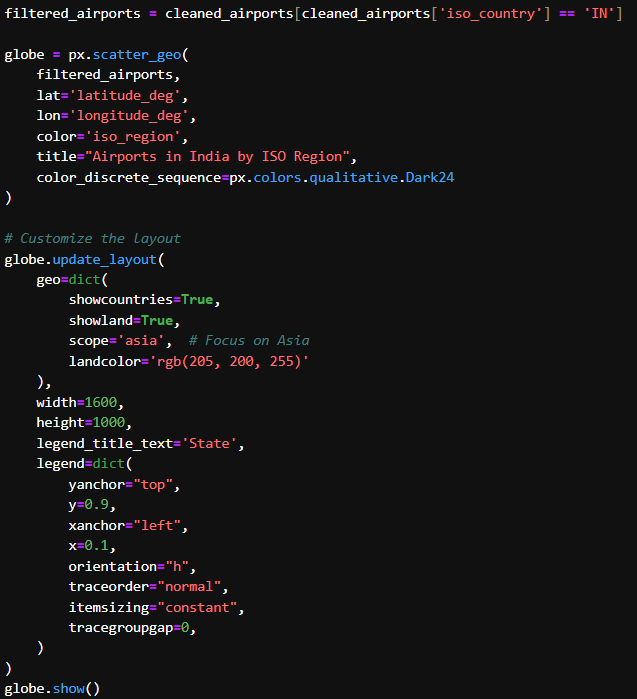 filtered_airports = cleaned_airports[cleaned_airports['iso_country'] == 'IN']

globe = px.scatter_geo(
    filtered_airports,
    lat='latitude_deg',
    lon='longitude_deg',
    color='iso_region',
    title="Airports in India by ISO Region",
    color_discrete_sequence=px.colors.qualitative.Dark24
)

# Customize the layout
globe.update_layout(
    geo=dict(
        showcountries=True,
        showland=True,
        scope='asia',  # Focus on Asia
        landcolor='rgb(205, 200, 255)'
    ),
    width=1600,
    height=1000,
    legend_title_text='State',
    legend=dict(
        yanchor="top",
        y=0.9,
        xanchor="left",
        x=0.1,
        orientation="h",
        traceorder="normal",
        itemsizing="constant",
        tracegroupgap=0,
    )
)
globe.show()